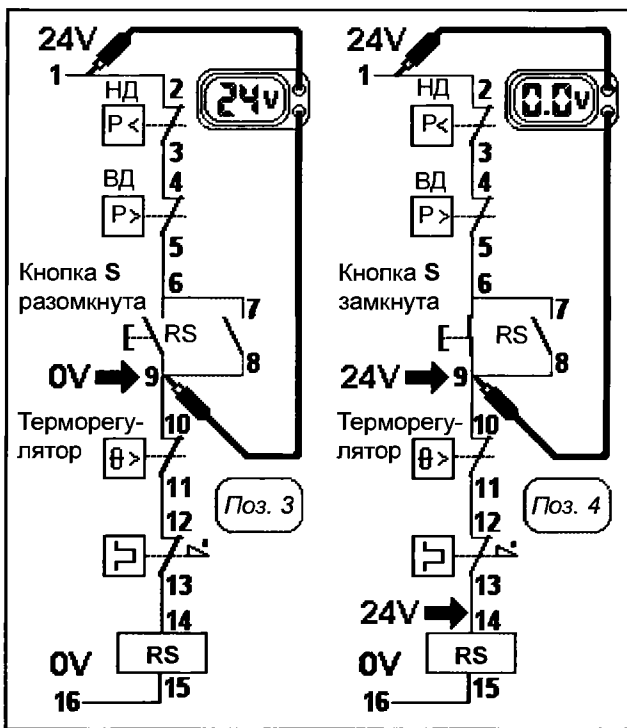 24V
1
2
НД
24v
P<
3
4
ВД
P>
5
6
Кнопка S
разомкнута
7
RS
8
0V
9
Терморегу-
лятор
10
θ>
11
Поз. 3
12
13
14
0V
RS
16
15
24V
1
2
НД
0.0v
P<
3
4
ВД
P>
5
6
Кнопка S
замкнута
7
RS
8
24V
9
Терморегу-
лятор
10
θ>
11
Поз. 4
12
13
24V
14
0V
RS
16
15